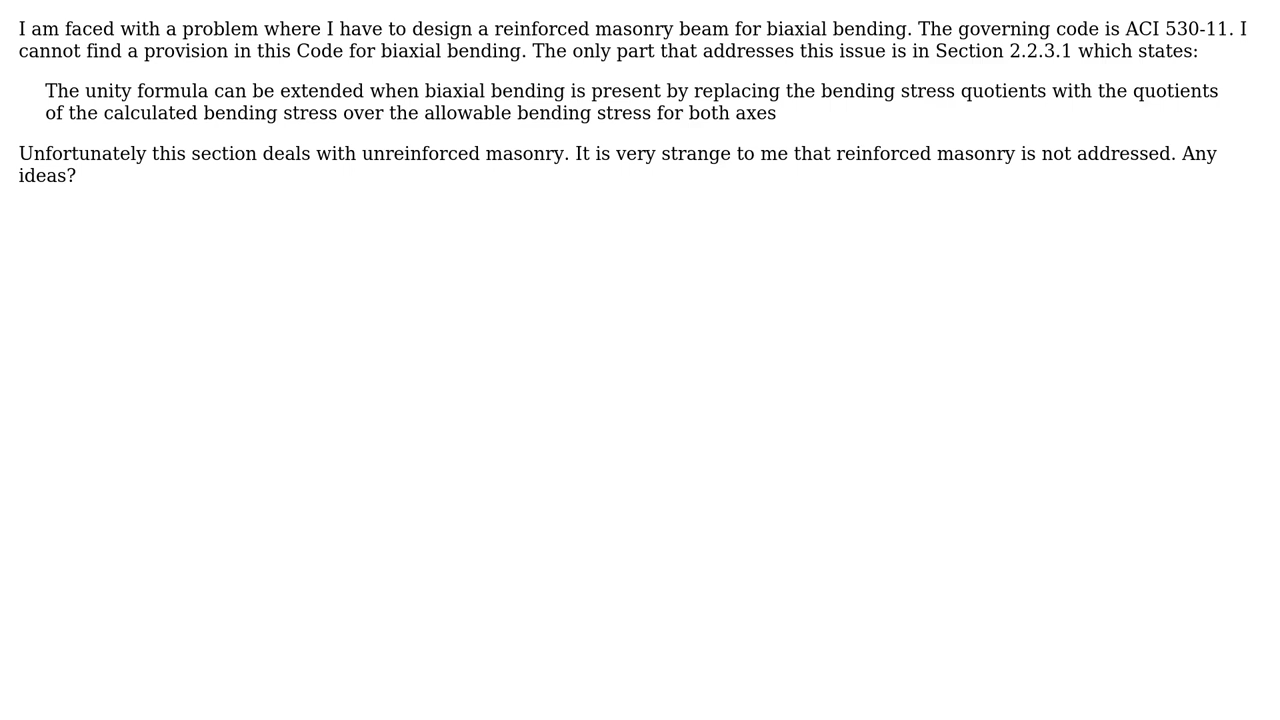 I am faced with a problem where I have to design a reinforced masonry beam for biaxial bending. The governing code is ACI 530-11. I
cannot find a provision in this Code for biaxial bending. The only part that addresses this issue is in Section 2.2.3.1 which states:
The unity formula can be extended when biaxial bending is present by replacing the bending stress quotients with the quotients
of the calculated bending stress over the allowable bending stress for both axes
Unfortunately this section deals with unreinforced masonry. It is very strange to me that reinforced masonry is not addressed. Any
ideas?